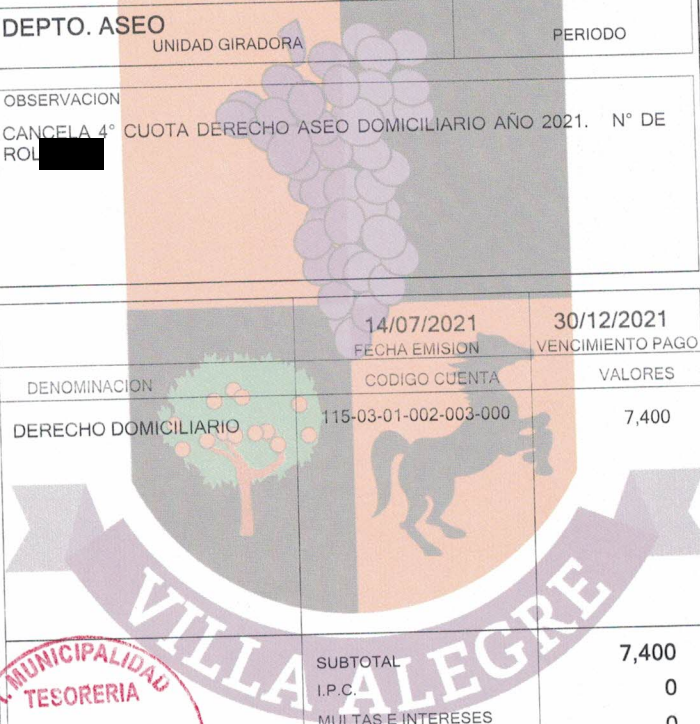 DEPTO. ASEO
UNIDAD GIRADORA
PERIODO
OBSERVACION
CANCELA 4° CUOTA DERECHO ASEO DOMICILIARIO AÑO 2021. N° DE
ROL
14/07/2021 30/12/2021
FECHA EMISION VENCIMIENTO PAGO
DENOMINACION CODIGO CUENTA VALORES
DERECHO DOMICILIARIO 115-03-01-002-003-000 7,400
VILLA ALEGRE
SUBTOTAL 7,400
I.P.C. 0
MULTAS E INTERESES 0
I. MUNICIPALIDAD
TESORERIA